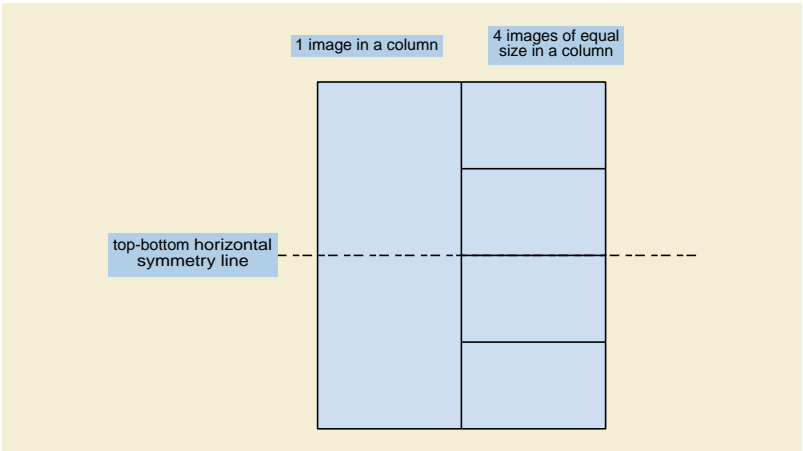 1 image in a column
4 images of equal
size in a column
top-bottom horizontal
symmetry line